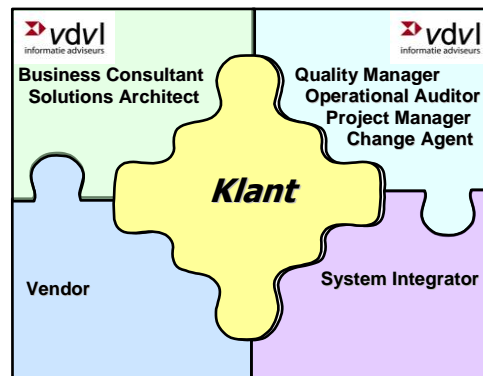 vdvl
informatie adviseurs
Business Consultant
Solutions Architect
vdvl
informatie adviseurs
Quality Manager
Operational Auditor
Project Manager
Change Agent
Klant
Vendor
System Integrator